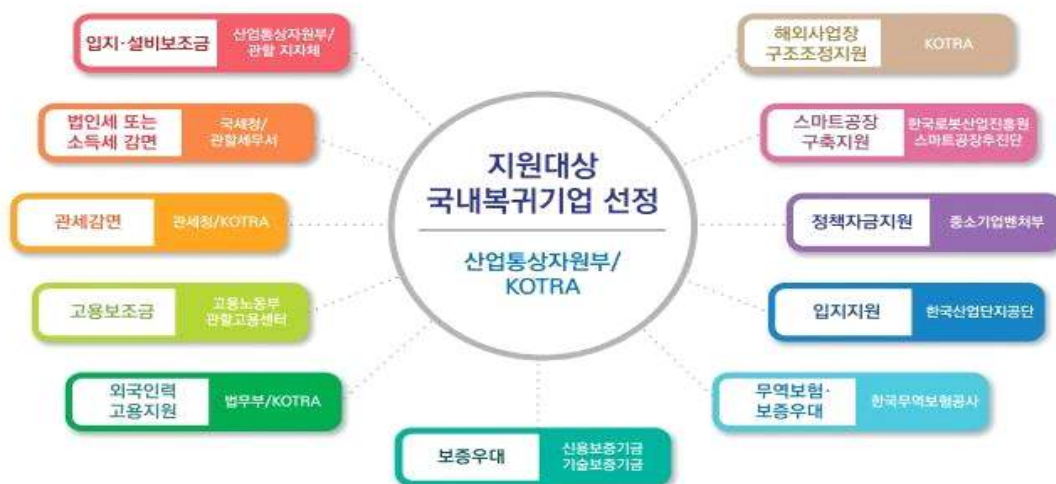 입지·설비보조금
산업통상자원부/
관할 지자체
법인세 또는
소득세 감면
국세청/
관할세무서
관세감면
관세청/KOTRA
고용보조금
고용노동부
관할고용센터
외국인력
고용지원
법무부/KOTRA
지원대상
국내복귀기업 선정
산업통상자원부/
KOTRA
보증우대
신용보증기금
기술보증기금
해외사업장
구조조정지원
KOTRA
스마트공장
구축지원
한국로봇산업진흥원
스마트공장추진단
정책자금지원
중소기업벤처부
입지지원
한국산업단지공단
무역보험·
보증우대
한국무역보험공사